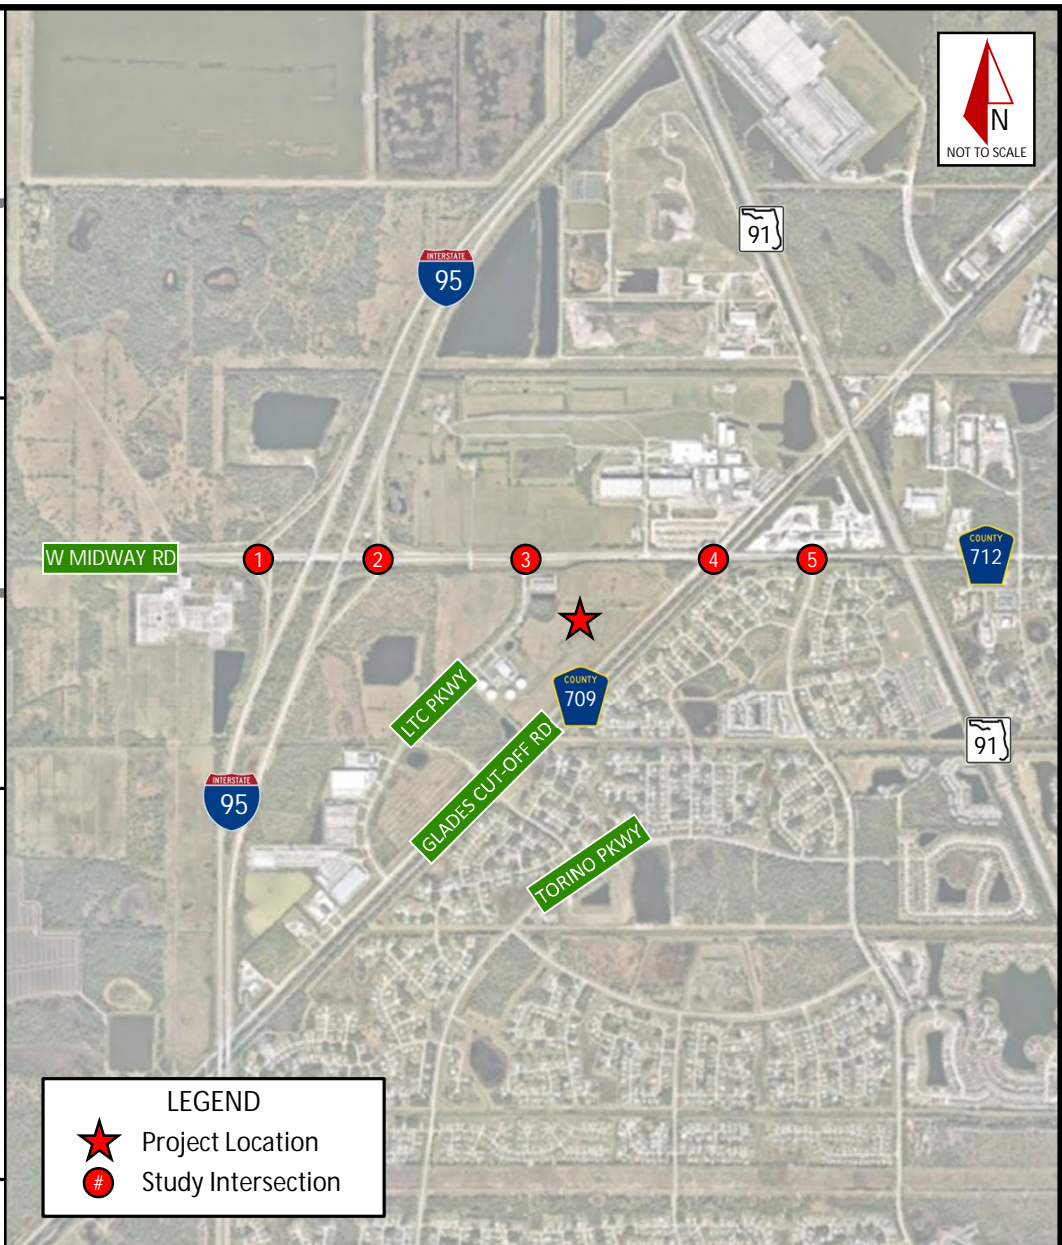 N
NOT TO SCALE
91
INTERSTATE
95
W MIDWAY RD
1
2
3
4
5
COUNTY
712
LTC PKWY
COUNTY
709
GLADES CUT-OFF RD
91
INTERSTATE
95
TORINO PKWY
LEGEND
Project Location
# Study Intersection